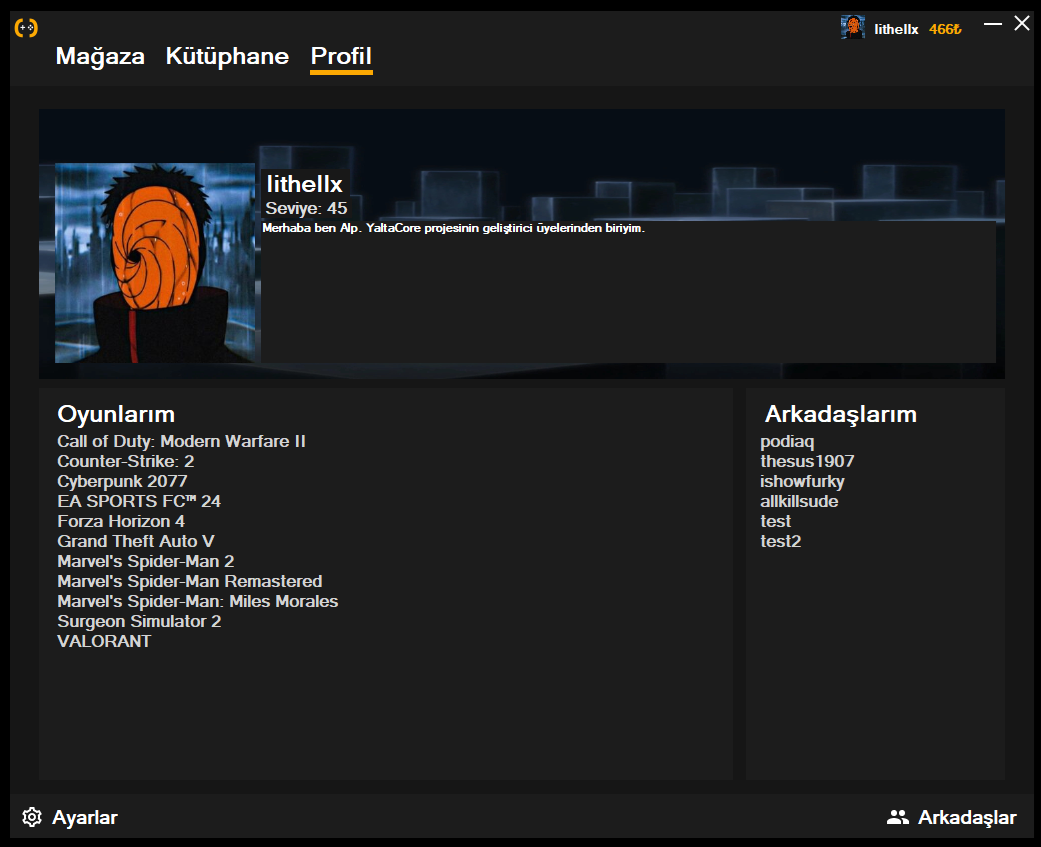 lithellx 466₺
Mağaza Kütüphane Profil
lithellx
Seviye: 45
Merhaba ben Alp. YaltaCore projesinin geliştirici üyelerinden biriyim.
Oyunlarım
Call of Duty: Modern Warfare II
Counter-Strike: 2
Cyberpunk 2077
EA SPORTS FC™ 24
Forza Horizon 4
Grand Theft Auto V
Marvel's Spider-Man 2
Marvel's Spider-Man Remastered
Marvel's Spider-Man: Miles Morales
Surgeon Simulator 2
VALORANT
Arkadaşlarım
podiaq
thesus1907
ishowfurky
allkillsude
test
test2
Ayarlar
Arkadaşlar